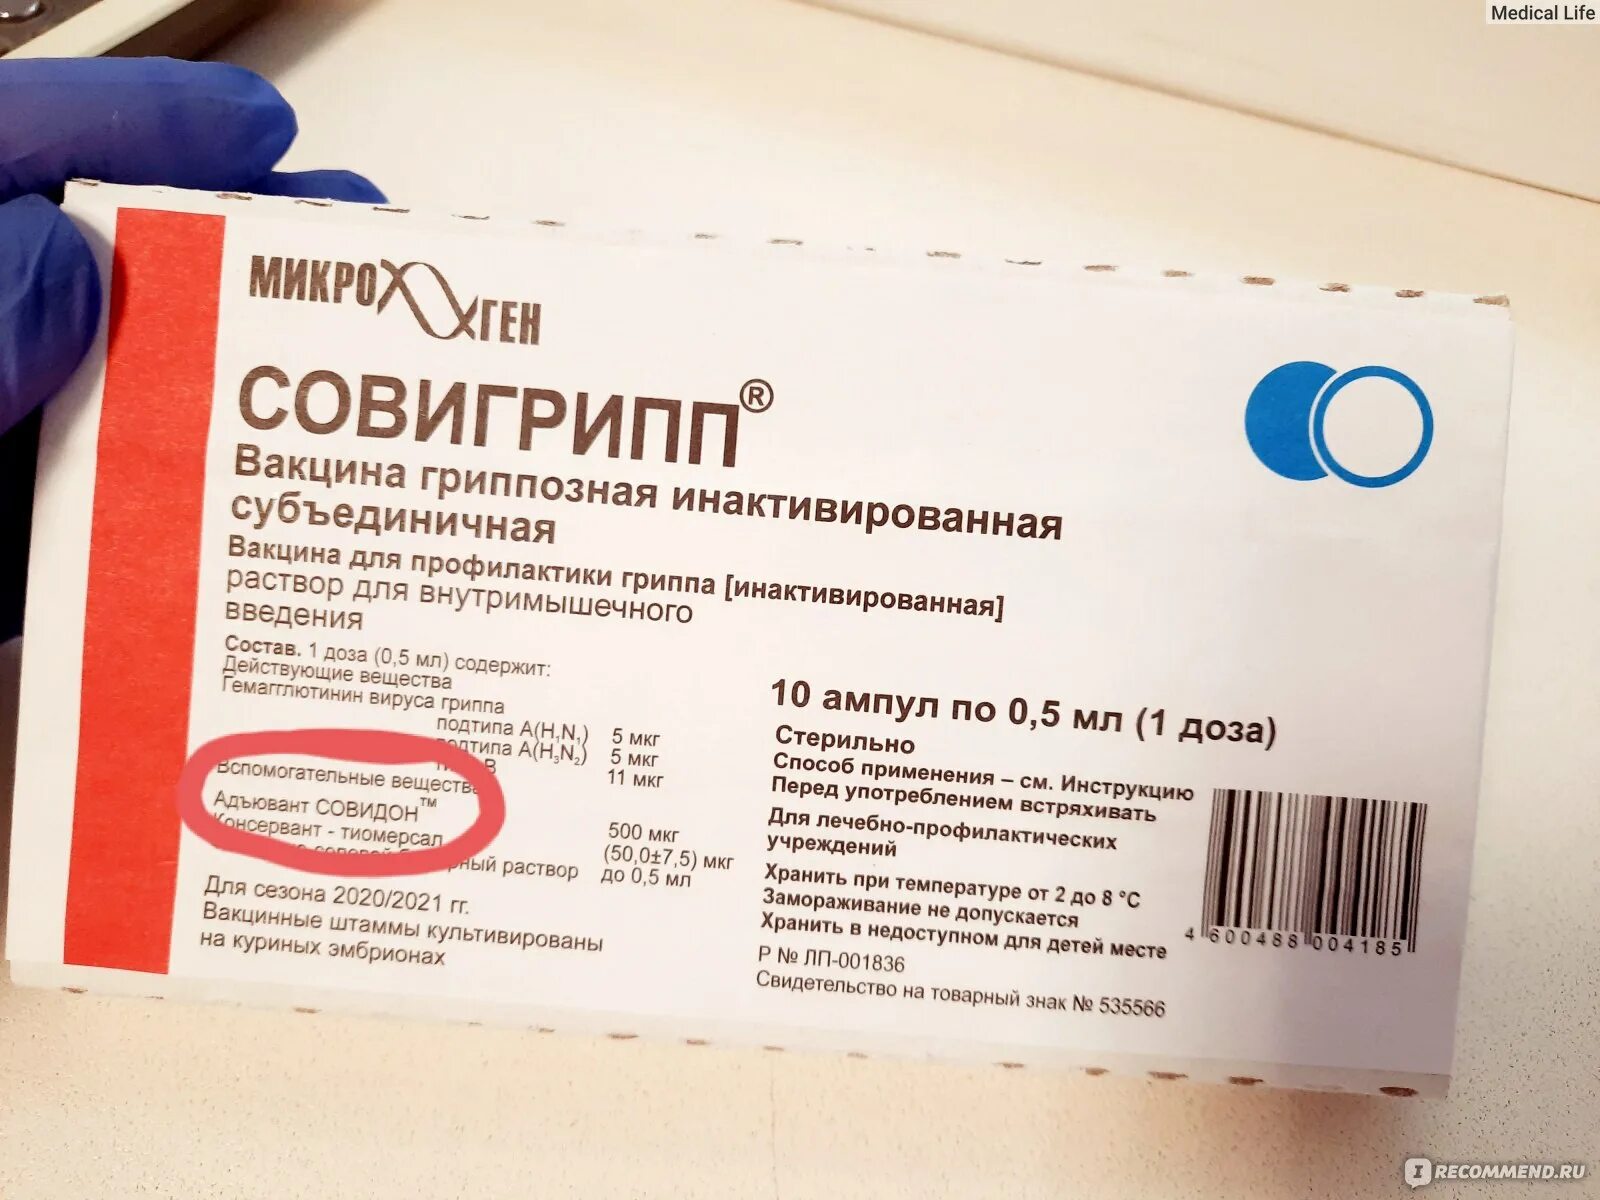 Medical Life
МИКРОГЕН
СОВИГРИПП®
Вакцина гриппозная инактивированная
субъединичная
Вакцина для профилактики гриппа [инактивированная]
раствор для внутримышечного
введения
Состав. 1 доза (0,5 мл) содержит:
Действующие вещества
Гемагглютинин вируса гриппа
подтипа А(H₁N₁) 5 мкг
подтипа А(H₃N₂) 5 мкг
В 11 мкг
Вспомогательные вещества
Адъювант СОВИДОН™ 500 мкг
Консервант - тиомерсал (50,0±7,5) мкг
раствор до 0,5 мл
Для сезона 2020/2021 гг.
Вакцинные штаммы культивированы
на куриных эмбрионах
10 ампул по 0,5 мл (1 доза)
Стерильно
Способ применения – см. Инструкцию
Перед употреблением встряхивать
Для лечебно-профилактических
учреждений
Хранить при температуре от 2 до 8 °С
Замораживание не допускается
Хранить в недоступном для детей месте
Р № ЛП-001836
Свидетельство на товарный знак № 535566
4 600488 004185
IRECOMMEND.RU